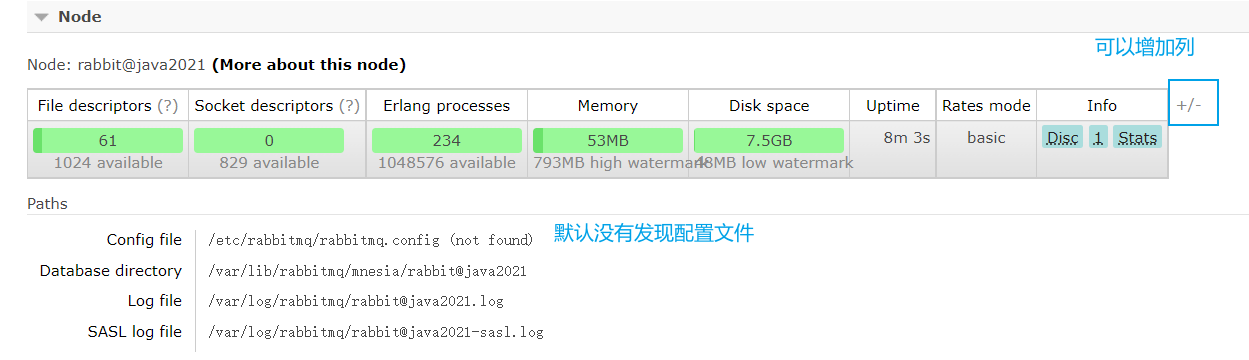 Node
可以增加列
Node: rabbit@java2021 (More about this node)
File descriptors (?) Socket descriptors (?) Erlang processes Memory Disk space Uptime Rates mode Info +/-
61 0 234 53MB 7.5GB 8m 3s basic Disc 1 Stats
1024 available 829 available 1048576 available 793MB high watermark 48MB low watermark
Paths
Config file /etc/rabbitmq/rabbitmq.config (not found) 默认没有发现配置文件
Database directory /var/lib/rabbitmq/mnesia/rabbit@java2021
Log file /var/log/rabbitmq/rabbit@java2021.log
SASL log file /var/log/rabbitmq/rabbit@java2021-sasl.log